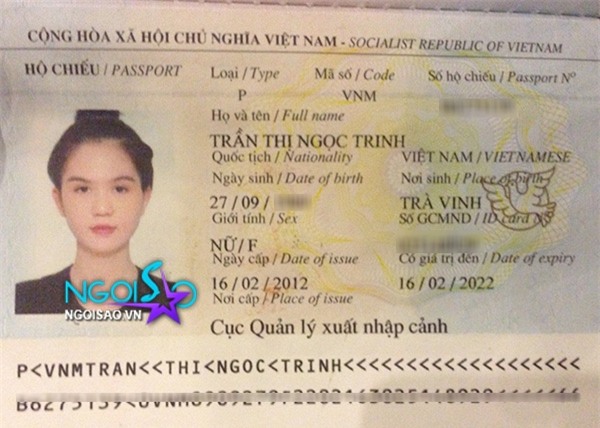 CỘNG HÒA XÃ HỘI CHỦ NGHĨA VIỆT NAM - SOCIALIST REPUBLIC OF VIETNAM
HỘ CHIẾU / PASSPORT Loại / Type Mã số / Code Số hộ chiếu / Passport Nº
P VNM
Họ và tên / Full name
TRẦN THỊ NGỌC TRINH
Quốc tịch / Nationality VIỆT NAM / VIETNAMESE
Ngày sinh / Date of birth Nơi sinh / Place of birth
27 / 09 / TRÀ VINH
Giới tính / Sex Số GCMND / ID card Nº
NỮ / F
Ngày cấp / Date of issue Có giá trị đến / Date of expiry
16 / 02 / 2012 16 / 02 / 2022
Nơi cấp / Place of issue
Cục Quản lý xuất nhập cảnh
NGOISAO
NGOISAO.VN
P<VNMTRAN<<THI<NGOC<TRINH<<<<<<<<<<<<<<<<<<<